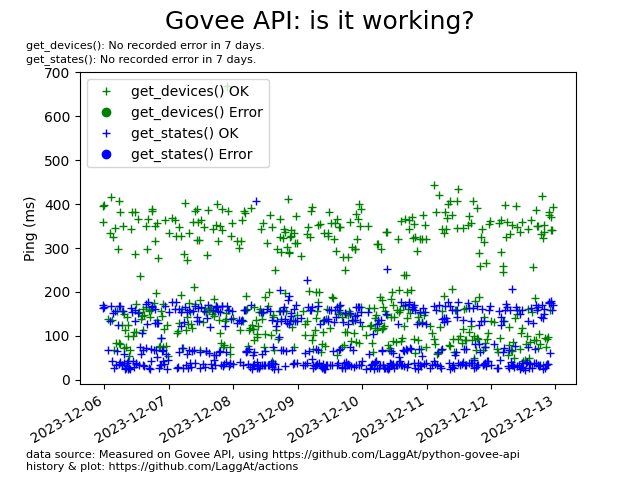 Govee API: is it working?
get_devices(): No recorded error in 7 days.
get_states(): No recorded error in 7 days.
700
600
500
400
300
200
100
0
Ping (ms)
get_devices() OK
get_devices() Error
get_states() OK
get_states() Error
2023-12-06
2023-12-07
2023-12-08
2023-12-09
2023-12-10
2023-12-11
2023-12-12
2023-12-13
data source: Measured on Govee API, using https://github.com/LaggAt/python-govee-api
history & plot: https://github.com/LaggAt/actions